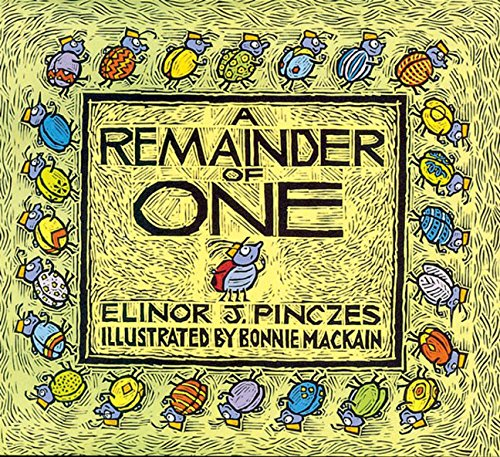 A
REMAINDER
OF
ONE
ELINOR J. PINCZES
ILLUSTRATED BY BONNIE MACKAIN